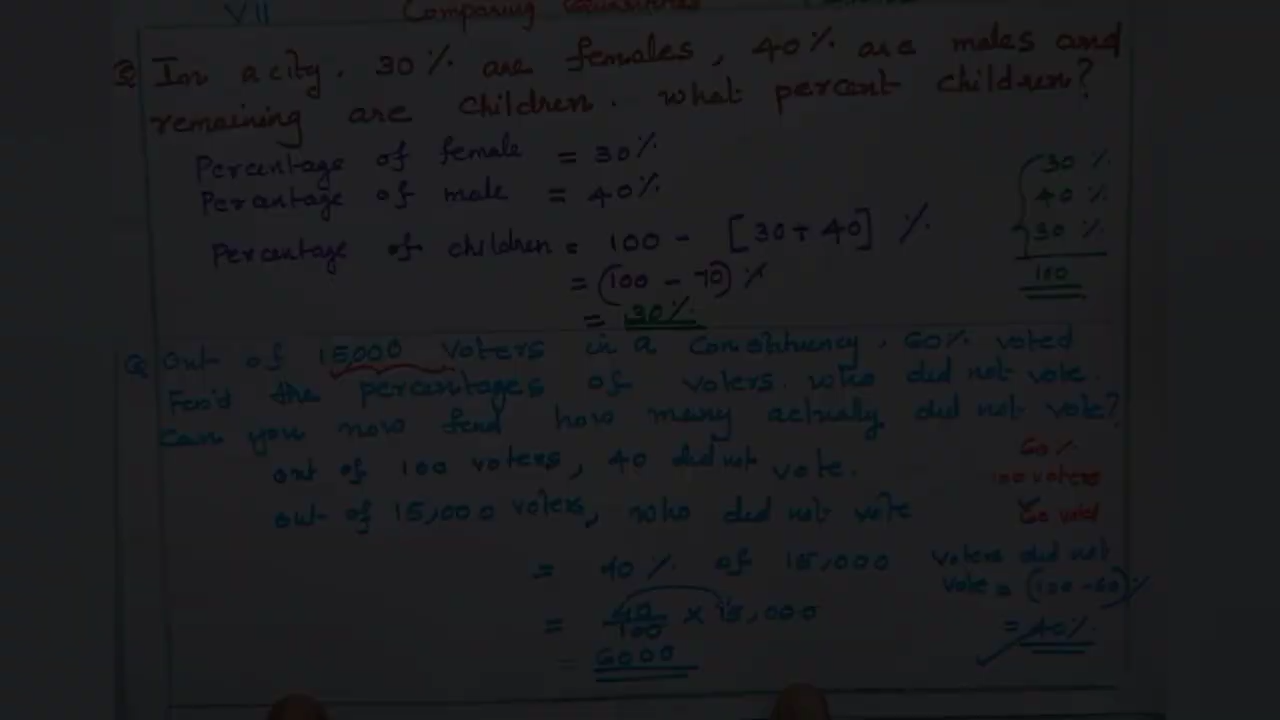 VII Comparing Quantities
Q In a city, 30% are females, 40% are males and
remaining are children. What percent children?
Percentage of female = 30%
Percentage of male = 40%
Percentage of children = 100 - [30+40] %
= (100 - 70) %
= 30%
30 %
40 %
30 %
100
Q Out of 15000 voters in a constituency, 60% voted
Find the percentages of voters who did not vote.
Can you now find how many actually did not vote?
out of 100 voters, 40 did not vote.
out of 15,000 voters, who did not vote
= 40 % of 15,000
= 40/100 × 15,000
= 6000
60 %
100 voters
60 voted
Voters did not
vote = (100-60) %
= 40%